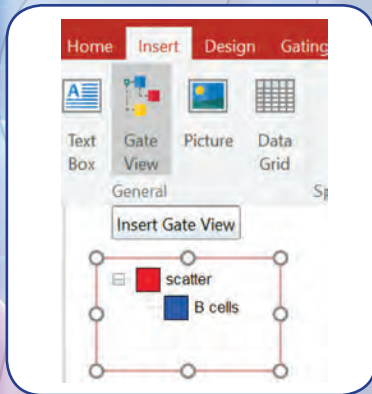 Home Insert Design Gating
Text Box
Gate View
Picture
Data Grid
General
Insert Gate View
scatter
B cells